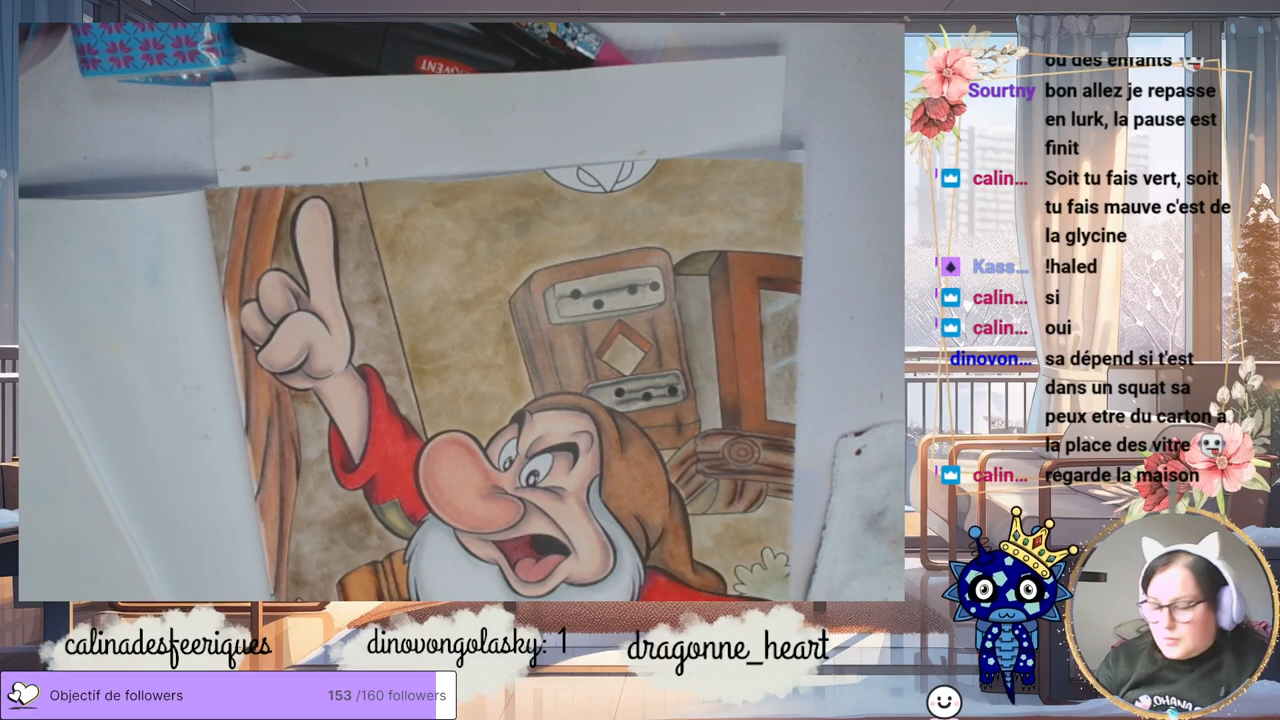 DERWENT
ou des enfants
Sourtny bon allez je repasse
en lurk, la pause est
finit
calin... Soit tu fais vert, soit
tu fais mauve c'est de
la glycine
Kass... !haled
calin... si
calin... oui
dinovon... sa dépend si t'est
dans un squat sa
peux etre du carton a
la place des vitre
calin... regarde la maison
OHANA
calinadesfeeriques
dinovongolasky: 1
dragonne_heart
Objectif de followers 153 /160 followers